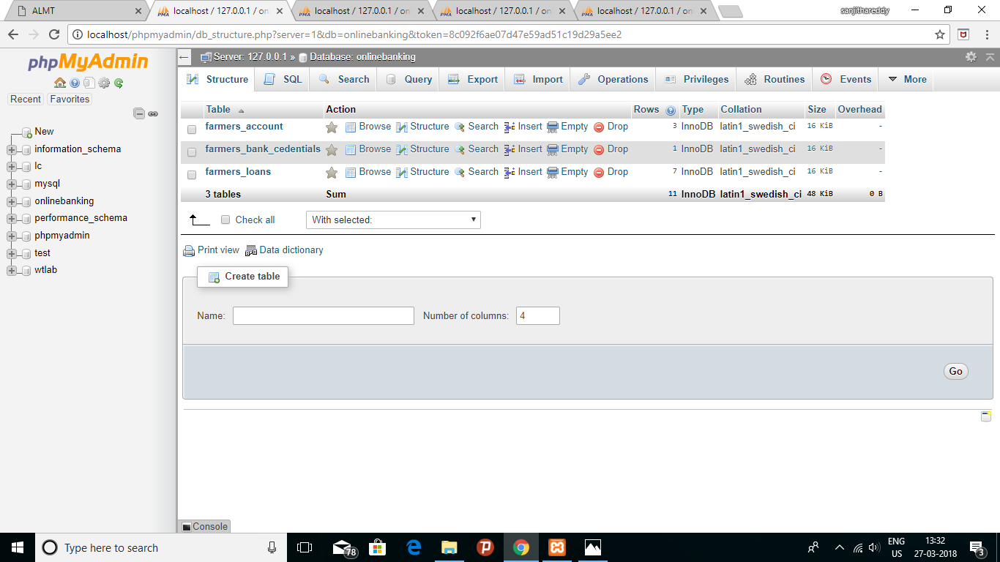 ALMT
localhost / 127.0.0.1 / on
localhost / 127.0.0.1 / on
localhost / 127.0.0.1 / on
localhost / 127.0.0.1 / on
sanjithareddy
localhost/phpmyadmin/db_structure.php?server=1&db=onlinebanking&token=8c092f6ae07d47e59ad51c19d29a5ee2
phpMyAdmin
Recent Favorites
New
information_schema
lc
mysql
onlinebanking
performance_schema
phpmyadmin
test
wtlab
Server: 127.0.0.1 » Database: onlinebanking
Structure SQL Search Query Export Import Operations Privileges Routines Events More
Table Action Rows Type Collation Size Overhead
farmers_account Browse Structure Search Insert Empty Drop 3 InnoDB latin1_swedish_ci 16 KiB -
farmers_bank_cedentials Browse Structure Search Insert Empty Drop 1 InnoDB latin1_swedish_ci 16 KiB -
farmers_loans Browse Structure Search Insert Empty Drop 7 InnoDB latin1_swedish_ci 16 KiB -
3 tables Sum 11 InnoDB latin1_swedish_ci 48 KiB 0 B
Check all With selected:
Print view Data dictionary
Create table
Name: Number of columns: 4
Go
Console
Type here to search
78
ENG
US
13:32
27-03-2018
3